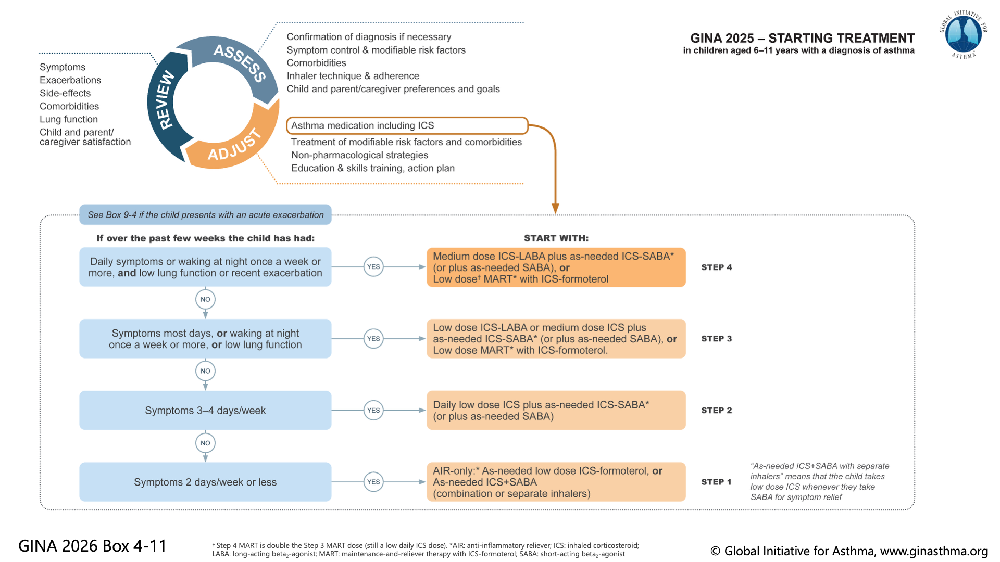 GINA 2025 – STARTING TREATMENT
in children aged 6–11 years with a diagnosis of asthma
GLOBAL INITIATIVE FOR
ASTHMA
REVIEW
ASSESS
ADJUST
Symptoms
Exacerbations
Side-effects
Comorbidities
Lung function
Child and parent/
caregiver satisfaction
Confirmation of diagnosis if necessary
Symptom control & modifiable risk factors
Comorbidities
Inhaler technique & adherence
Child and parent/caregiver preferences and goals
Asthma medication including ICS
Treatment of modifiable risk factors and comorbidities
Non-pharmacological strategies
Education & skills training, action plan
See Box 9-4 if the child presents with an acute exacerbation
If over the past few weeks the child has had:
START WITH:
Daily symptoms or waking at night once a week or
more, and low lung function or recent exacerbation
YES
Medium dose ICS-LABA plus as-needed ICS-SABA*
(or plus as-needed SABA), or
Low dose† MART* with ICS-formoterol
STEP 4
NO
Symptoms most days, or waking at night
once a week or more, or low lung function
YES
Low dose ICS-LABA or medium dose ICS plus
as-needed ICS-SABA* (or plus as-needed SABA), or
Low dose MART* with ICS-formoterol.
STEP 3
NO
Symptoms 3–4 days/week
YES
Daily low dose ICS plus as-needed ICS-SABA*
(or plus as-needed SABA)
STEP 2
NO
Symptoms 2 days/week or less
YES
AIR-only:* As-needed low dose ICS-formoterol, or
As-needed ICS+SABA
(combination or separate inhalers)
STEP 1
“As-needed ICS+SABA with separate
inhalers” means that tthe child takes
low dose ICS whenever they take
SABA for symptom relief
GINA 2026 Box 4-11
† Step 4 MART is double the Step 3 MART dose (still a low daily ICS dose). *AIR: anti-inflammatory reliever; ICS: inhaled corticosteroid;
LABA: long-acting beta2-agonist; MART: maintenance-and-reliever therapy with ICS-formoterol; SABA: short-acting beta2-agonist
© Global Initiative for Asthma, www.ginasthma.org